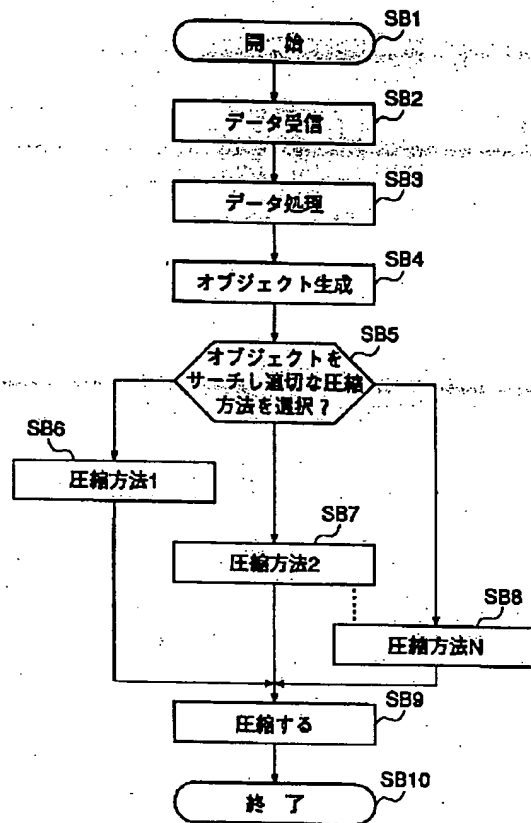 SB1
開 始
SB2
データ受信
SB3
データ処理
SB4
オブジェクト生成
SB5
オブジェクトを
サーチし適切な圧縮
方法を選択？
SB6
圧縮方法1
SB7
圧縮方法2
SB8
圧縮方法N
SB9
圧縮する
SB10
終 了